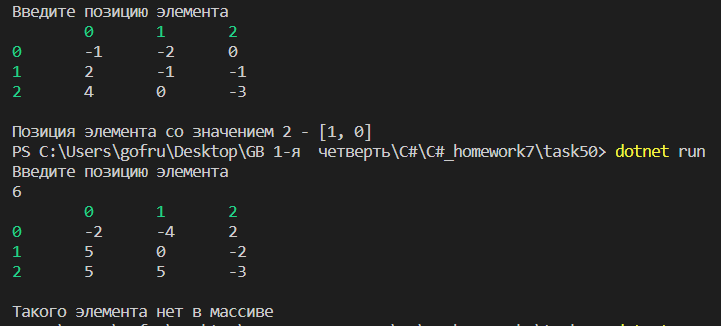 Введите позицию элемента
0 1 2
0 -1 -2 0
1 2 -1 -1
2 4 0 -3
Позиция элемента со значением 2 - [1, 0]
PS C:\Users\gofru\Desktop\GB 1-я  четверть\C#\C#_homework7\task50> dotnet run
Введите позицию элемента
6
0 1 2
0 -2 -4 2
1 5 0 -2
2 5 5 -3
Такого элемента нет в массиве